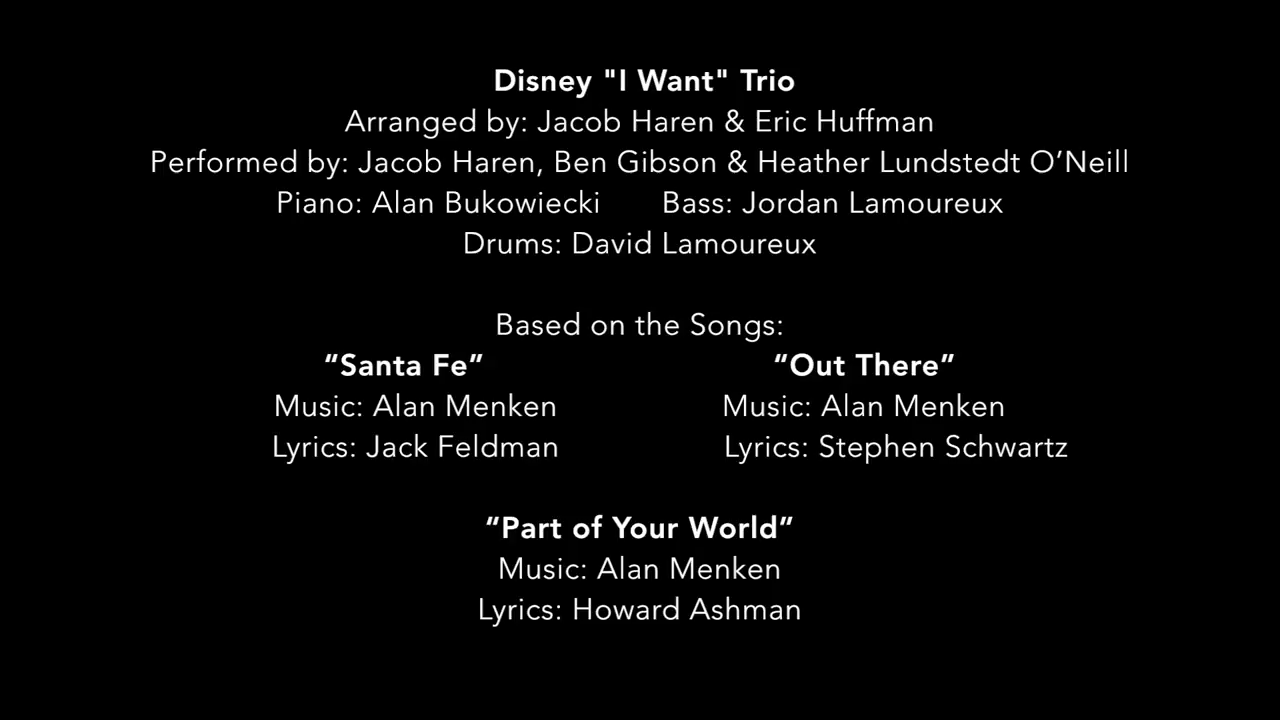 Disney "I Want" Trio
Arranged by: Jacob Haren & Eric Huffman
Performed by: Jacob Haren, Ben Gibson & Heather Lundstedt O’Neill
Piano: Alan Bukowiecki Bass: Jordan Lamoureux
Drums: David Lamoureux
Based on the Songs:
“Santa Fe” “Out There”
Music: Alan Menken Music: Alan Menken
Lyrics: Jack Feldman Lyrics: Stephen Schwartz
“Part of Your World”
Music: Alan Menken
Lyrics: Howard Ashman